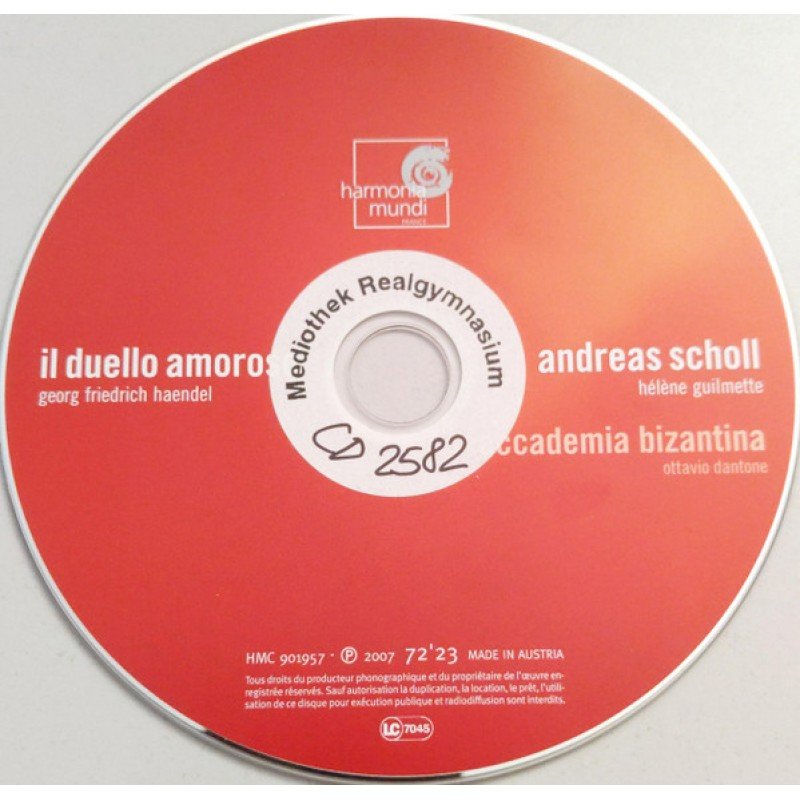 harmonia
mundi
FRANCE
Mediothek Realgymnasium
il duello amoros
georg friedrich haendel
andreas scholl
hélène guilmette
CD 2582
ccademia bizantina
ottavio dantone
HMC 901957 · ℗ 2007 72'23 MADE IN AUSTRIA
Tous droits du producteur phonographique et du propriétaire de l'œuvre en-
registrée réservés. Sauf autorisation la duplication, la location, le prêt, l'utili-
sation de ce disque pour exécution publique et radiodiffusion sont interdits.
LC 7045